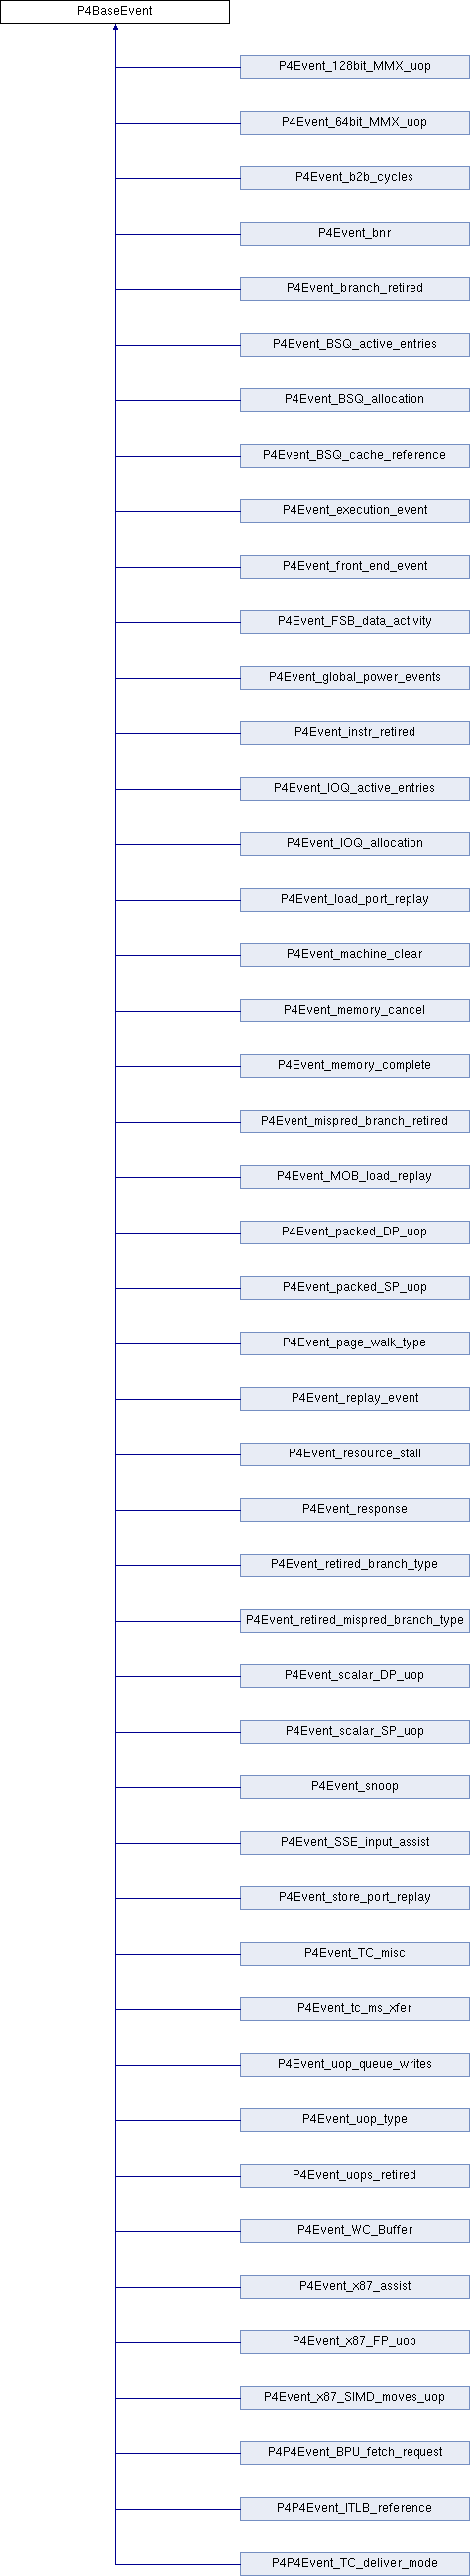 P4BaseEvent
P4Event_128bit_MMX_uop
P4Event_64bit_MMX_uop
P4Event_b2b_cycles
P4Event_bnr
P4Event_branch_retired
P4Event_BSQ_active_entries
P4Event_BSQ_allocation
P4Event_BSQ_cache_reference
P4Event_execution_event
P4Event_front_end_event
P4Event_FSB_data_activity
P4Event_global_power_events
P4Event_instr_retired
P4Event_IOQ_active_entries
P4Event_IOQ_allocation
P4Event_load_port_replay
P4Event_machine_clear
P4Event_memory_cancel
P4Event_memory_complete
P4Event_mispred_branch_retired
P4Event_MOB_load_replay
P4Event_packed_DP_uop
P4Event_packed_SP_uop
P4Event_page_walk_type
P4Event_replay_event
P4Event_resource_stall
P4Event_response
P4Event_retired_branch_type
P4Event_retired_mispred_branch_type
P4Event_scalar_DP_uop
P4Event_scalar_SP_uop
P4Event_snoop
P4Event_SSE_input_assist
P4Event_store_port_replay
P4Event_TC_misc
P4Event_tc_ms_xfer
P4Event_uop_queue_writes
P4Event_uop_type
P4Event_uops_retired
P4Event_WC_Buffer
P4Event_x87_assist
P4Event_x87_FP_uop
P4Event_x87_SIMD_moves_uop
P4P4Event_BPU_fetch_request
P4P4Event_ITLB_reference
P4P4Event_TC_deliver_mode